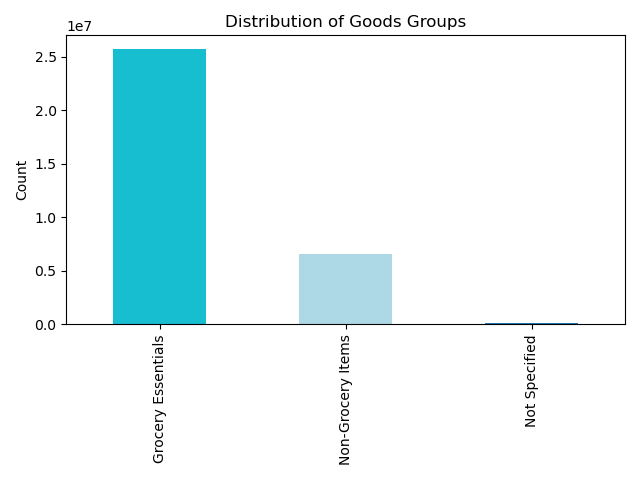 Distribution of Goods Groups
1e7
2.5
2.0
1.5
1.0
0.5
0.0
Count
Grocery Essentials
Non-Grocery Items
Not Specified